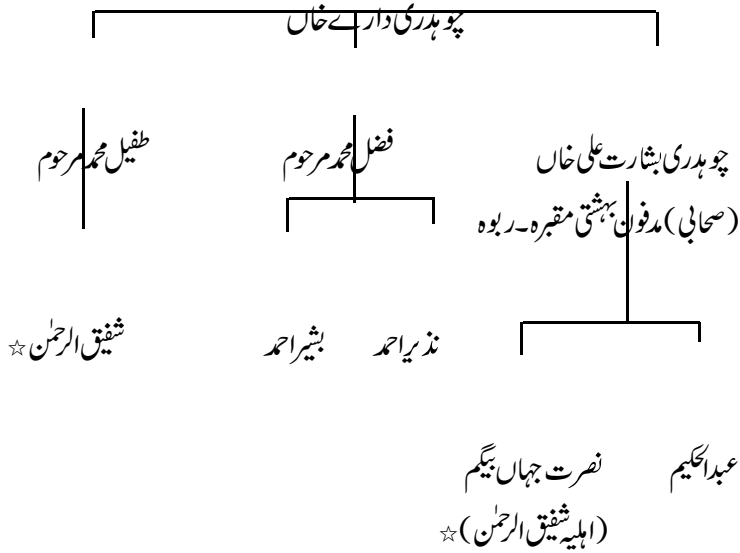 چوہدری دارے خاں
چوہدری بشارت علی خاں فضل محمد مرحوم طفیل محمد مرحوم
(صحابی) مدفون بہشتی مقبرہ۔ ربوہ
نذیر احمد بشیر احمد شفیق الرحمٰن ☆
عبدالحکیم نصرت جہاں بیگم
(اہلیہ شفیق الرحمٰن) ☆